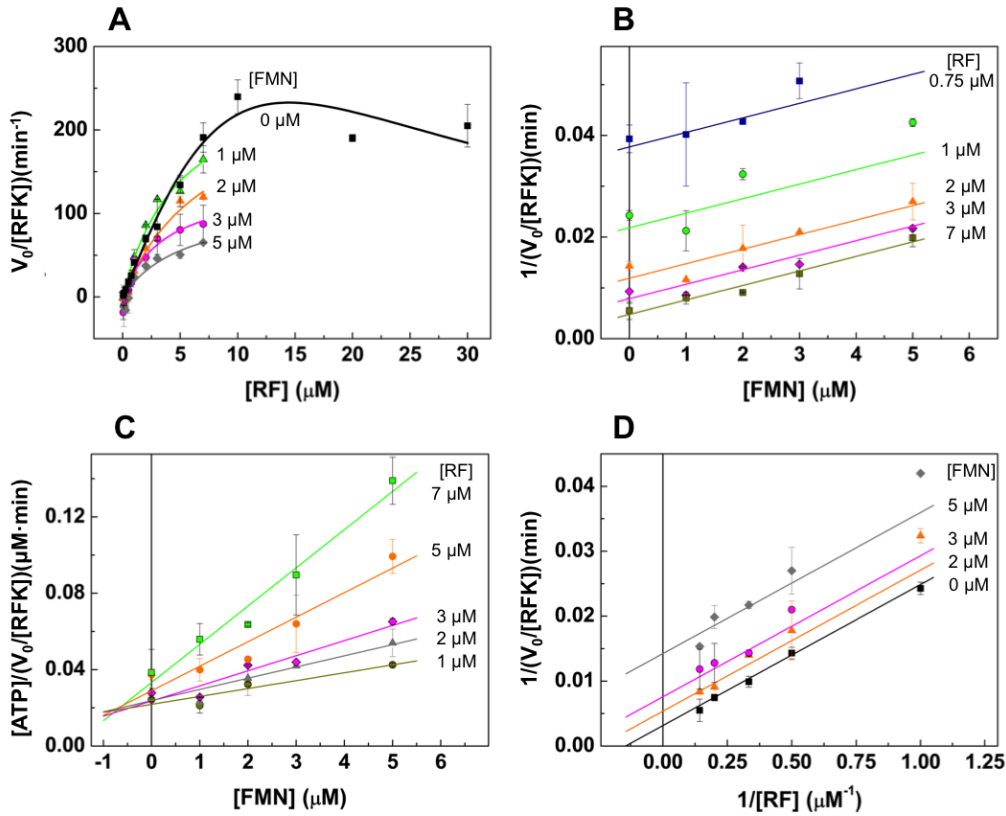 A
V₀/[RFK](min⁻¹)
300
200
100
0
[FMN]
0 μM
1 μM
2 μM
3 μM
5 μM
0 5 10 15 20 25 30
[RF] (μM)
B
1/(V₀/[RFK])(min)
0.04
0.02
0.00
[RF]
0.75 μM
1 μM
2 μM
3 μM
7 μM
0 1 2 3 4 5 6
[FMN] (μM)
C
[ATP]/(V₀/[RFK])(μM·min)
0.12
0.08
0.04
0.00
[RF]
7 μM
5 μM
3 μM
2 μM
1 μM
-1 0 1 2 3 4 5 6
[FMN] (μM)
D
1/(V₀/[RFK])(min)
0.04
0.03
0.02
0.01
0.00
[FMN]
5 μM
3 μM
2 μM
0 μM
0.00 0.25 0.50 0.75 1.00 1.25
1/[RF] (μM⁻¹)